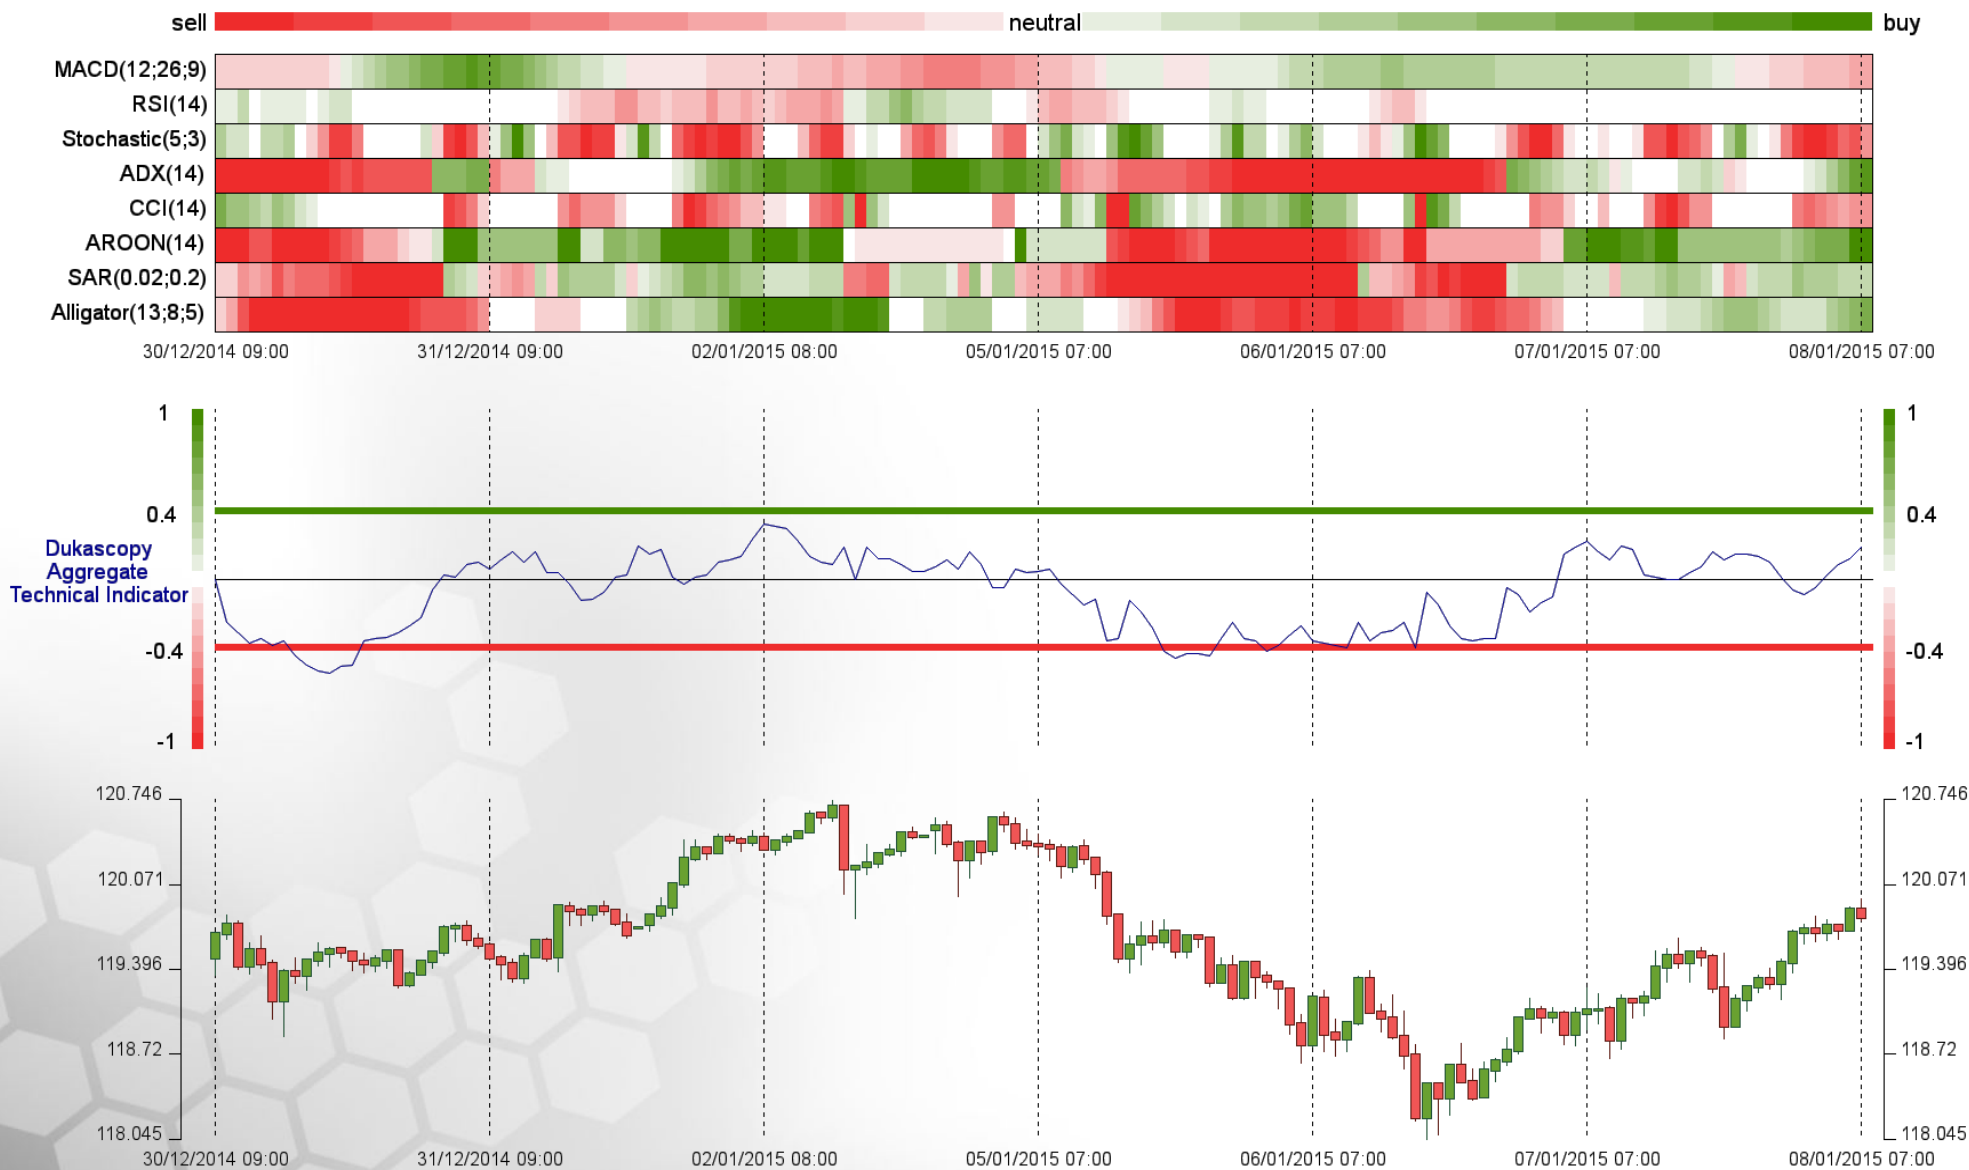 sell neutral buy
MACD(12;26;9)
RSI(14)
Stochastic(5;3)
ADX(14)
CCI(14)
AROON(14)
SAR(0.02;0.2)
Alligator(13;8;5)
30/12/2014 09:00 31/12/2014 09:00 02/01/2015 08:00 05/01/2015 07:00 06/01/2015 07:00 07/01/2015 07:00 08/01/2015 07:00
1 1
0.4 0.4
Dukascopy
Aggregate
Technical Indicator
-0.4 -0.4
-1 -1
120.746 120.746
120.071 120.071
119.396 119.396
118.72 118.72
118.045 118.045
30/12/2014 09:00 31/12/2014 09:00 02/01/2015 08:00 05/01/2015 07:00 06/01/2015 07:00 07/01/2015 07:00 08/01/2015 07:00